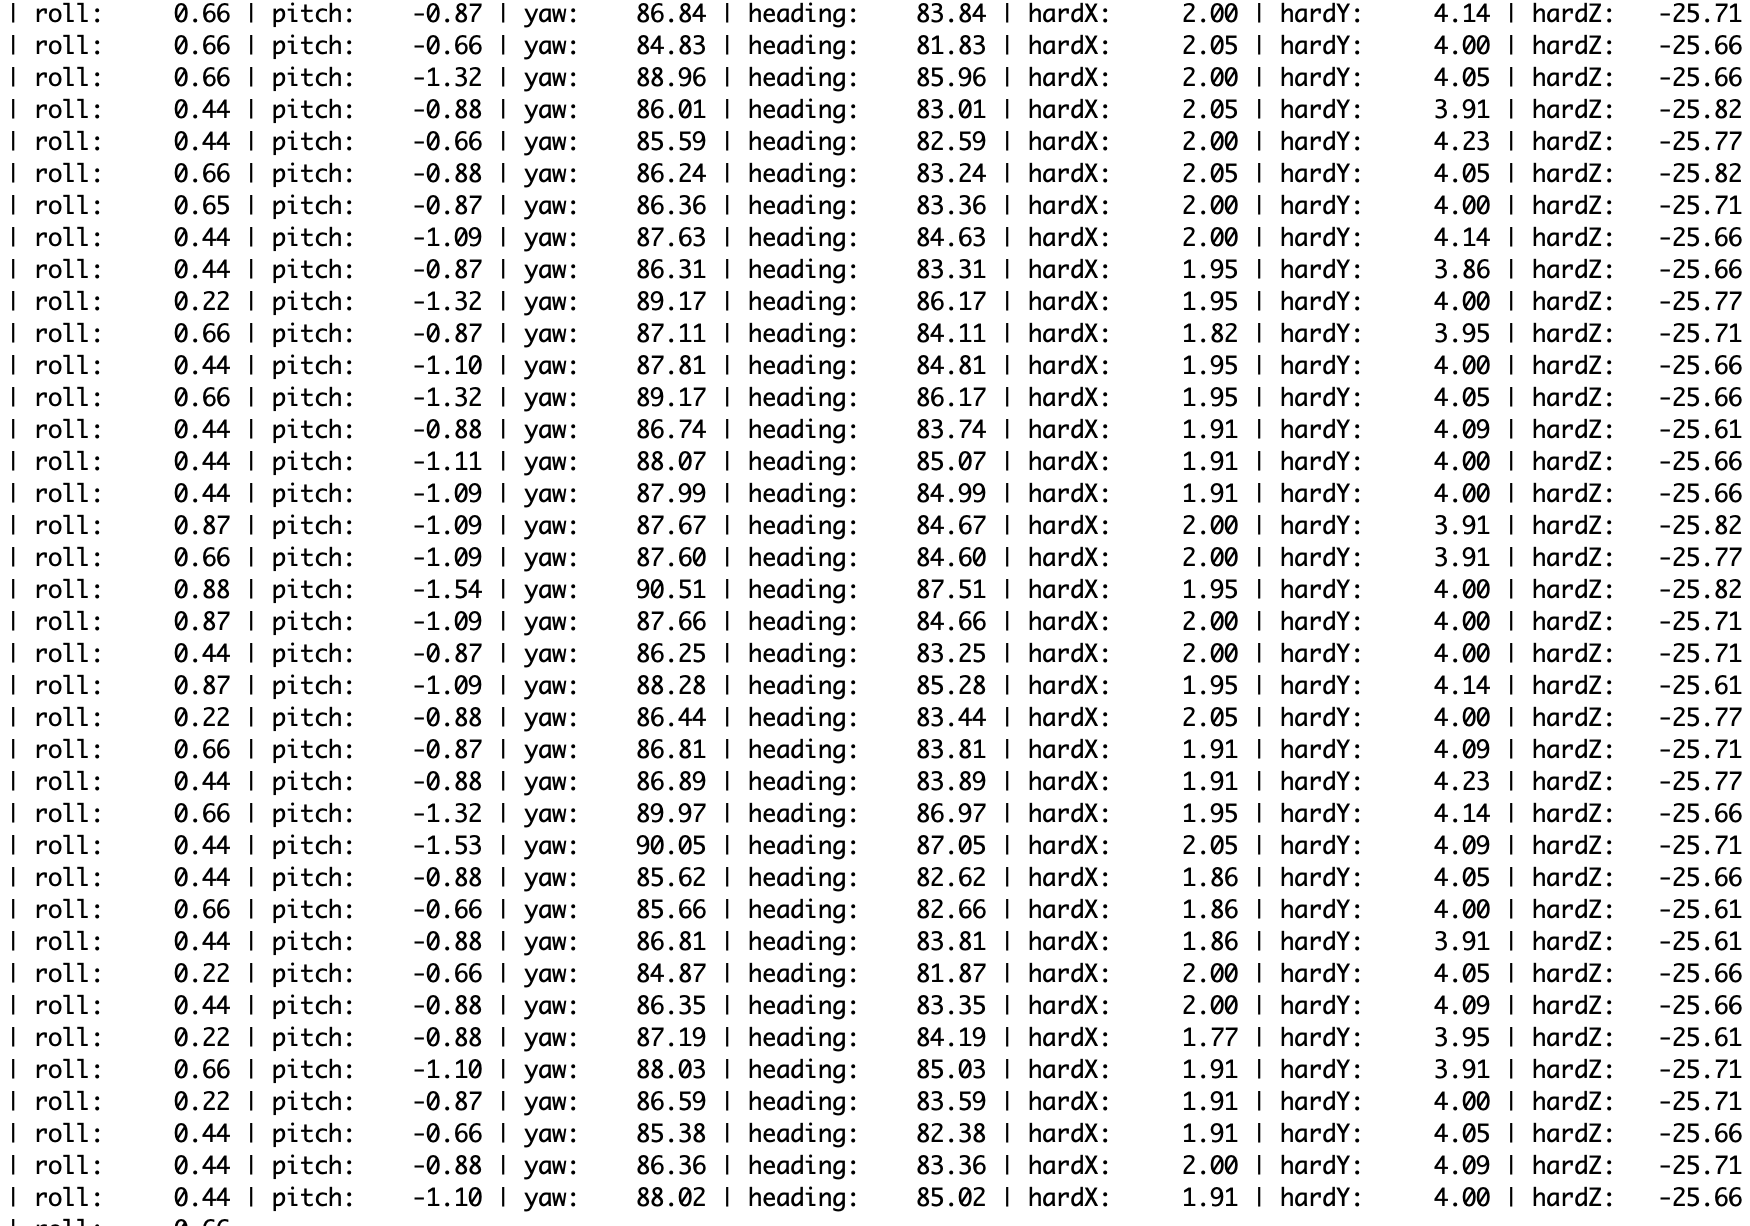 | roll: 0.66 | pitch: -0.87 | yaw: 86.84 | heading: 83.84 | hardX: 2.00 | hardY: 4.14 | hardZ: -25.71
| roll: 0.66 | pitch: -0.66 | yaw: 84.83 | heading: 81.83 | hardX: 2.05 | hardY: 4.00 | hardZ: -25.66
| roll: 0.66 | pitch: -1.32 | yaw: 88.96 | heading: 85.96 | hardX: 2.00 | hardY: 4.05 | hardZ: -25.66
| roll: 0.44 | pitch: -0.88 | yaw: 86.01 | heading: 83.01 | hardX: 2.05 | hardY: 3.91 | hardZ: -25.82
| roll: 0.44 | pitch: -0.66 | yaw: 85.59 | heading: 82.59 | hardX: 2.00 | hardY: 4.23 | hardZ: -25.77
| roll: 0.66 | pitch: -0.88 | yaw: 86.24 | heading: 83.24 | hardX: 2.05 | hardY: 4.05 | hardZ: -25.82
| roll: 0.65 | pitch: -0.87 | yaw: 86.36 | heading: 83.36 | hardX: 2.00 | hardY: 4.00 | hardZ: -25.71
| roll: 0.44 | pitch: -1.09 | yaw: 87.63 | heading: 84.63 | hardX: 2.00 | hardY: 4.14 | hardZ: -25.66
| roll: 0.44 | pitch: -0.87 | yaw: 86.31 | heading: 83.31 | hardX: 1.95 | hardY: 3.86 | hardZ: -25.66
| roll: 0.22 | pitch: -1.32 | yaw: 89.17 | heading: 86.17 | hardX: 1.95 | hardY: 4.00 | hardZ: -25.77
| roll: 0.66 | pitch: -0.87 | yaw: 87.11 | heading: 84.11 | hardX: 1.82 | hardY: 3.95 | hardZ: -25.71
| roll: 0.44 | pitch: -1.10 | yaw: 87.81 | heading: 84.81 | hardX: 1.95 | hardY: 4.00 | hardZ: -25.66
| roll: 0.66 | pitch: -1.32 | yaw: 89.17 | heading: 86.17 | hardX: 1.95 | hardY: 4.05 | hardZ: -25.66
| roll: 0.44 | pitch: -0.88 | yaw: 86.74 | heading: 83.74 | hardX: 1.91 | hardY: 4.09 | hardZ: -25.61
| roll: 0.44 | pitch: -1.11 | yaw: 88.07 | heading: 85.07 | hardX: 1.91 | hardY: 4.00 | hardZ: -25.66
| roll: 0.44 | pitch: -1.09 | yaw: 87.99 | heading: 84.99 | hardX: 1.91 | hardY: 4.00 | hardZ: -25.66
| roll: 0.87 | pitch: -1.09 | yaw: 87.67 | heading: 84.67 | hardX: 2.00 | hardY: 3.91 | hardZ: -25.82
| roll: 0.66 | pitch: -1.09 | yaw: 87.60 | heading: 84.60 | hardX: 2.00 | hardY: 3.91 | hardZ: -25.77
| roll: 0.88 | pitch: -1.54 | yaw: 90.51 | heading: 87.51 | hardX: 1.95 | hardY: 4.00 | hardZ: -25.82
| roll: 0.87 | pitch: -1.09 | yaw: 87.66 | heading: 84.66 | hardX: 2.00 | hardY: 4.00 | hardZ: -25.71
| roll: 0.44 | pitch: -0.87 | yaw: 86.25 | heading: 83.25 | hardX: 2.00 | hardY: 4.00 | hardZ: -25.71
| roll: 0.87 | pitch: -1.09 | yaw: 88.28 | heading: 85.28 | hardX: 1.95 | hardY: 4.14 | hardZ: -25.61
| roll: 0.22 | pitch: -0.88 | yaw: 86.44 | heading: 83.44 | hardX: 2.05 | hardY: 4.00 | hardZ: -25.77
| roll: 0.66 | pitch: -0.87 | yaw: 86.81 | heading: 83.81 | hardX: 1.91 | hardY: 4.09 | hardZ: -25.71
| roll: 0.44 | pitch: -0.88 | yaw: 86.89 | heading: 83.89 | hardX: 1.91 | hardY: 4.23 | hardZ: -25.77
| roll: 0.66 | pitch: -1.32 | yaw: 89.97 | heading: 86.97 | hardX: 1.95 | hardY: 4.14 | hardZ: -25.66
| roll: 0.44 | pitch: -1.53 | yaw: 90.05 | heading: 87.05 | hardX: 2.05 | hardY: 4.09 | hardZ: -25.71
| roll: 0.44 | pitch: -0.88 | yaw: 85.62 | heading: 82.62 | hardX: 1.86 | hardY: 4.05 | hardZ: -25.66
| roll: 0.66 | pitch: -0.66 | yaw: 85.66 | heading: 82.66 | hardX: 1.86 | hardY: 4.00 | hardZ: -25.61
| roll: 0.44 | pitch: -0.88 | yaw: 86.81 | heading: 83.81 | hardX: 1.86 | hardY: 3.91 | hardZ: -25.61
| roll: 0.22 | pitch: -0.66 | yaw: 84.87 | heading: 81.87 | hardX: 2.00 | hardY: 4.05 | hardZ: -25.66
| roll: 0.44 | pitch: -0.88 | yaw: 86.35 | heading: 83.35 | hardX: 2.00 | hardY: 4.09 | hardZ: -25.66
| roll: 0.22 | pitch: -0.88 | yaw: 87.19 | heading: 84.19 | hardX: 1.77 | hardY: 3.95 | hardZ: -25.61
| roll: 0.66 | pitch: -1.10 | yaw: 88.03 | heading: 85.03 | hardX: 1.91 | hardY: 3.91 | hardZ: -25.71
| roll: 0.22 | pitch: -0.87 | yaw: 86.59 | heading: 83.59 | hardX: 1.91 | hardY: 4.00 | hardZ: -25.71
| roll: 0.44 | pitch: -0.66 | yaw: 85.38 | heading: 82.38 | hardX: 1.91 | hardY: 4.05 | hardZ: -25.66
| roll: 0.44 | pitch: -0.88 | yaw: 86.36 | heading: 83.36 | hardX: 2.00 | hardY: 4.09 | hardZ: -25.71
| roll: 0.44 | pitch: -1.10 | yaw: 88.02 | heading: 85.02 | hardX: 1.91 | hardY: 4.00 | hardZ: -25.66
| roll: 0.66